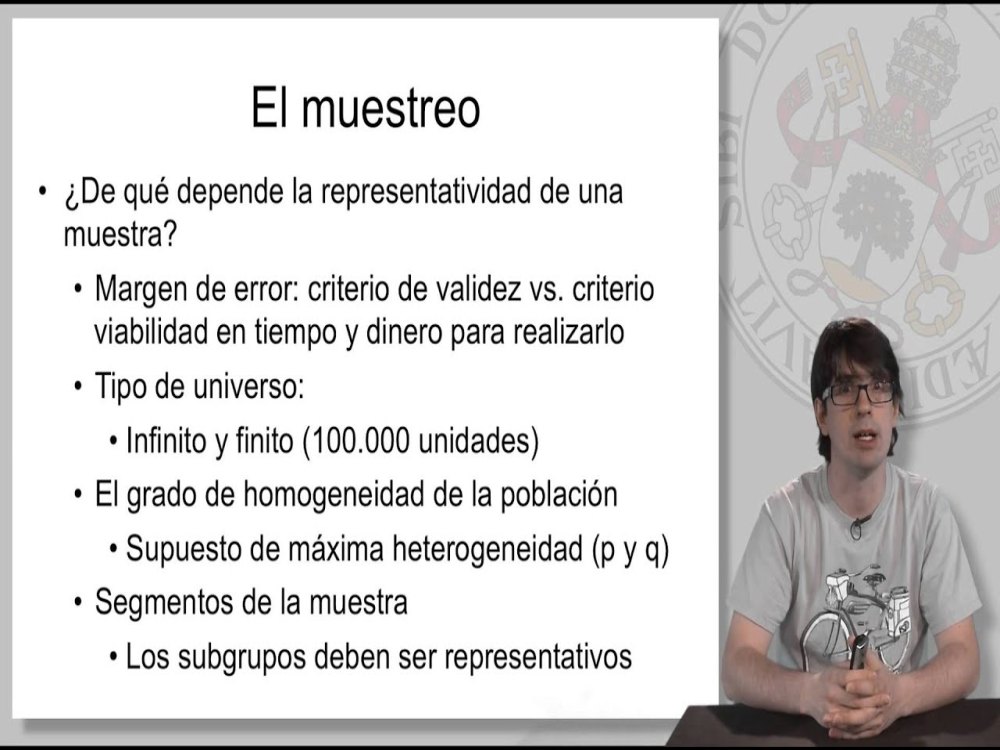 El muestreo
• ¿De qué depende la representatividad de una
muestra?
• Margen de error: criterio de validez vs. criterio
viabilidad en tiempo y dinero para realizarlo
• Tipo de universo:
• Infinito y finito (100.000 unidades)
• El grado de homogeneidad de la población
• Supuesto de máxima heterogeneidad (p y q)
• Segmentos de la muestra
• Los subgrupos deben ser representativos